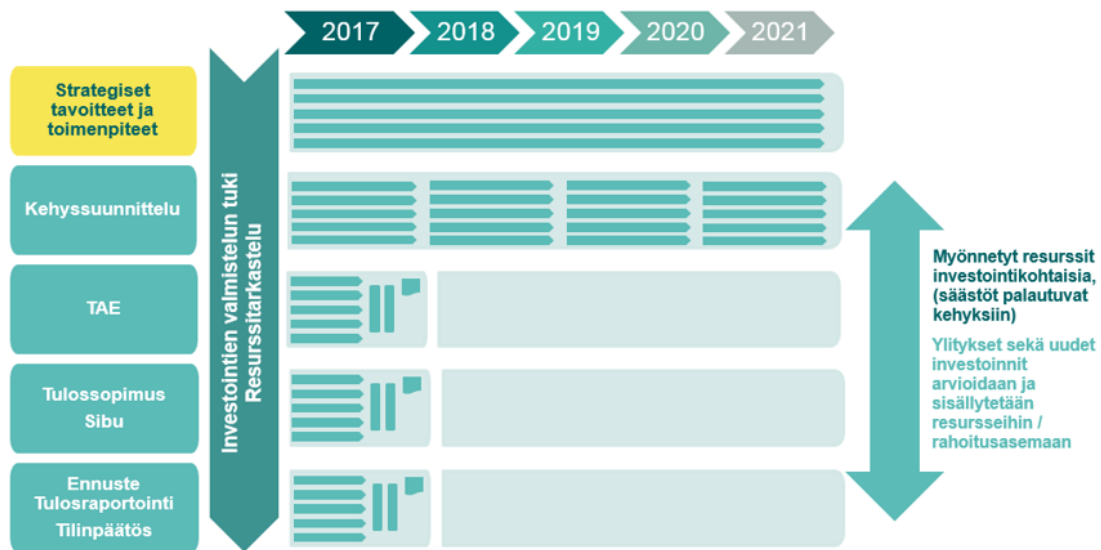 2017
2018
2019
2020
2021
Strategiset
tavoitteet ja
toimenpiteet
Kehyssuunnittelu
TAE
Tulossopimus
Sibu
Ennuste
Tulosraportointi
Tilinpäätös
Investointien valmistelun tuki
Resurssitarkastelu
Myönnetyt resurssit
investointikohtaisia,
(säästöt palautuvat
kehyksiin)
Ylitykset sekä uudet
investoinnit
arvioidaan ja
sisällytetään
resursseihin /
rahoitusasemaan